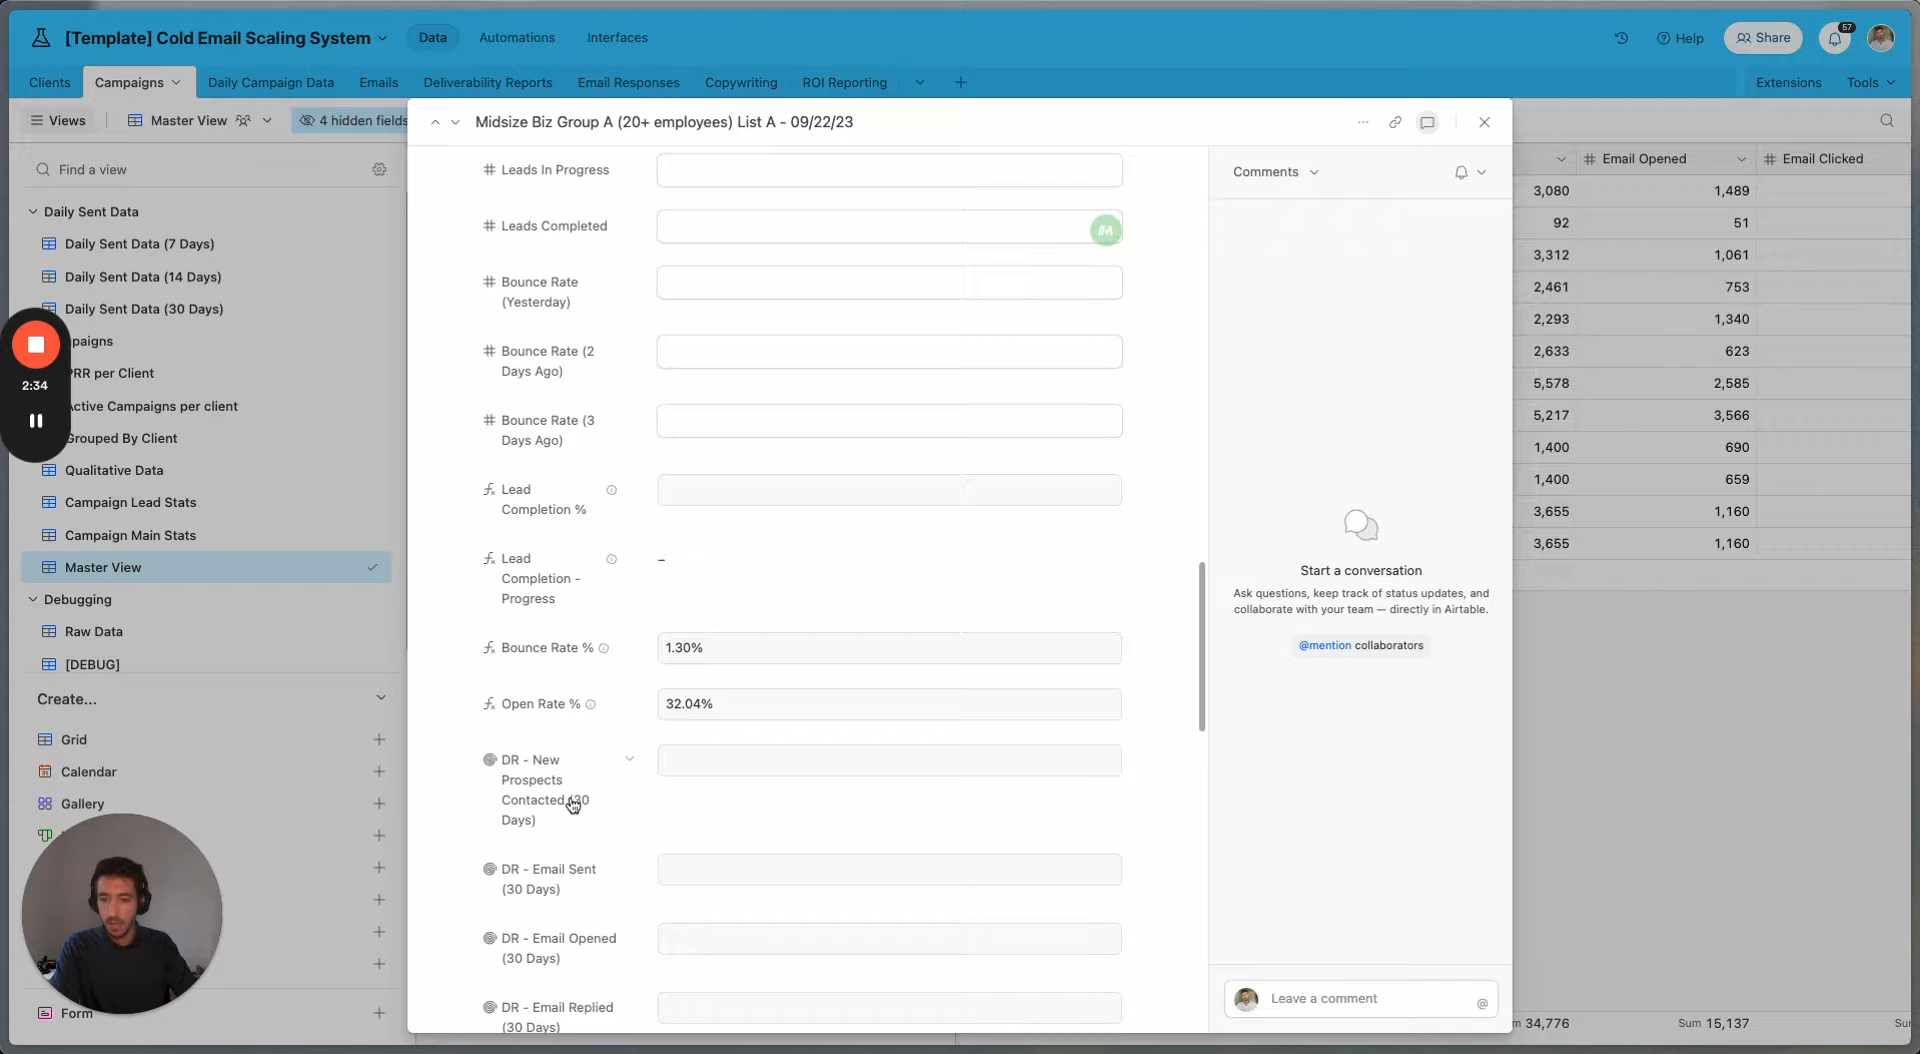 [Template] Cold Email Scaling System
Data
Automations
Interfaces
Help
Share
67
Clients
Campaigns
Daily Campaign Data
Emails
Deliverability Reports
Email Responses
Copywriting
ROI Reporting
Extensions
Tools
Views
Master View
4 hidden fields
Midsize Biz Group A (20+ employees) List A - 09/22/23
Find a view
Daily Sent Data
Daily Sent Data (7 Days)
Daily Sent Data (14 Days)
Daily Sent Data (30 Days)
paigns
PRR per Client
Active Campaigns per client
Grouped By Client
Qualitative Data
Campaign Lead Stats
Campaign Main Stats
Master View
Debugging
Raw Data
[DEBUG]
Create...
Grid
Calendar
Gallery
Form
2:34
Leads In Progress
Leads Completed
Bounce Rate
(Yesterday)
Bounce Rate (2
Days Ago)
Bounce Rate (3
Days Ago)
Lead
Completion %
Lead
Completion -
Progress
–
Bounce Rate %
1.30%
Open Rate %
32.04%
DR - New
Prospects
Contacted (30
Days)
DR - Email Sent
(30 Days)
DR - Email Opened
(30 Days)
DR - Email Replied
(30 Days)
Comments
Start a conversation
Ask questions, keep track of status updates, and
collaborate with your team — directly in Airtable.
@mention collaborators
Leave a comment
@
Email Opened
Email Clicked
3,080 1,489
92 51
3,312 1,061
2,461 753
2,293 1,340
2,633 623
5,578 2,585
5,217 3,566
1,400 690
1,400 659
3,655 1,160
3,655 1,160
m 34,776
Sum 15,137
Su